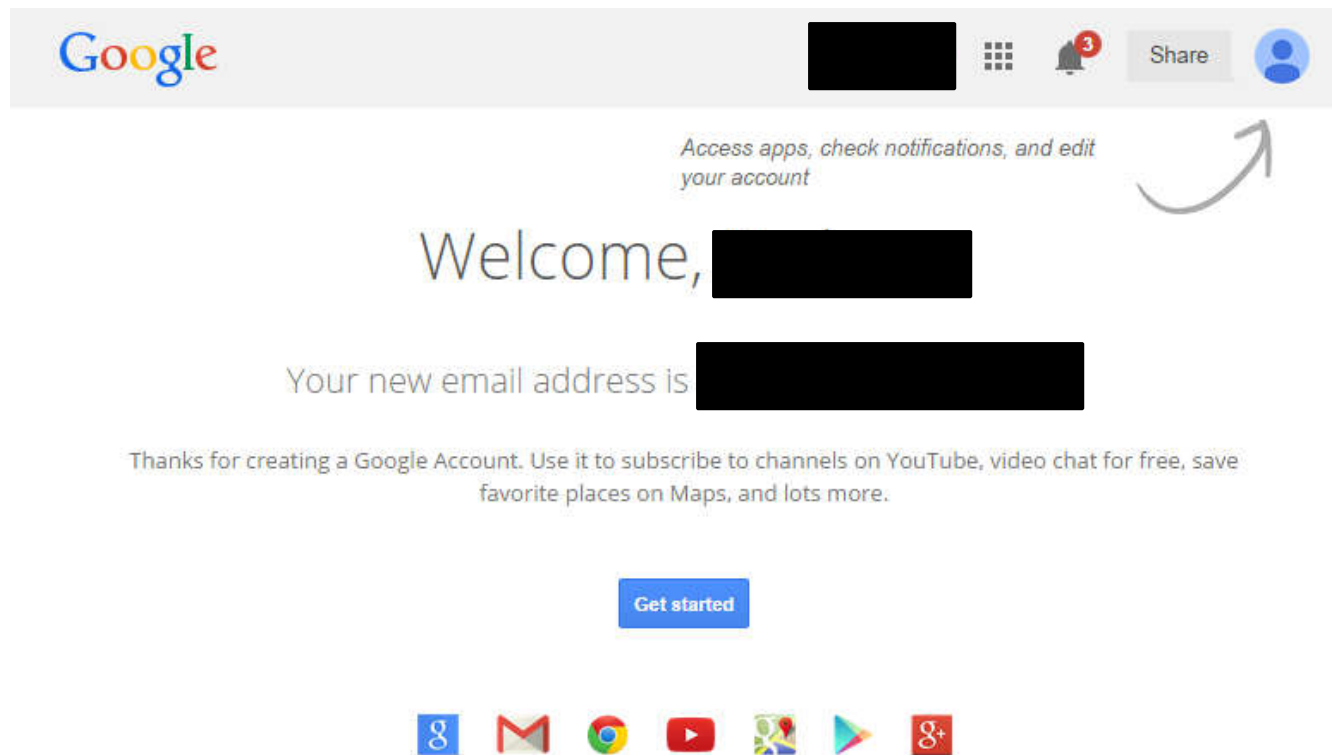 Google
3
Share
Access apps, check notifications, and edit
your account
Welcome,
Your new email address is
Thanks for creating a Google Account. Use it to subscribe to channels on YouTube, video chat for free, save
favorite places on Maps, and lots more.
Get started
g
g+